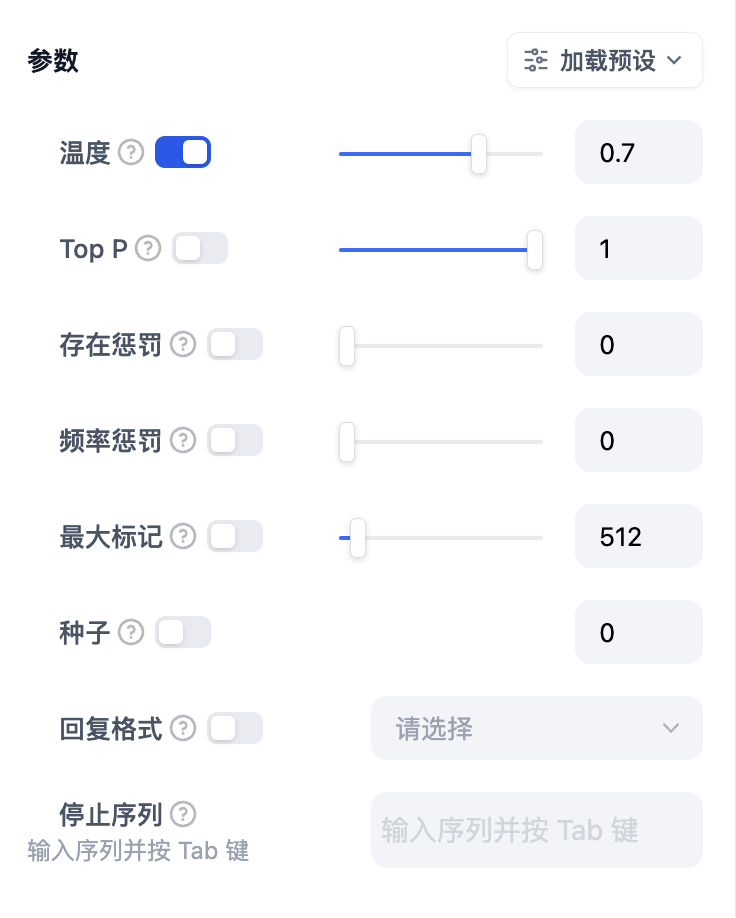 参数
加载预设
温度 ? 0.7
Top P ? 1
存在惩罚 ? 0
频率惩罚 ? 0
最大标记 ? 512
种子 ? 0
回复格式 ? 请选择
停止序列 ?
输入序列并按 Tab 键
输入序列并按 Tab 键